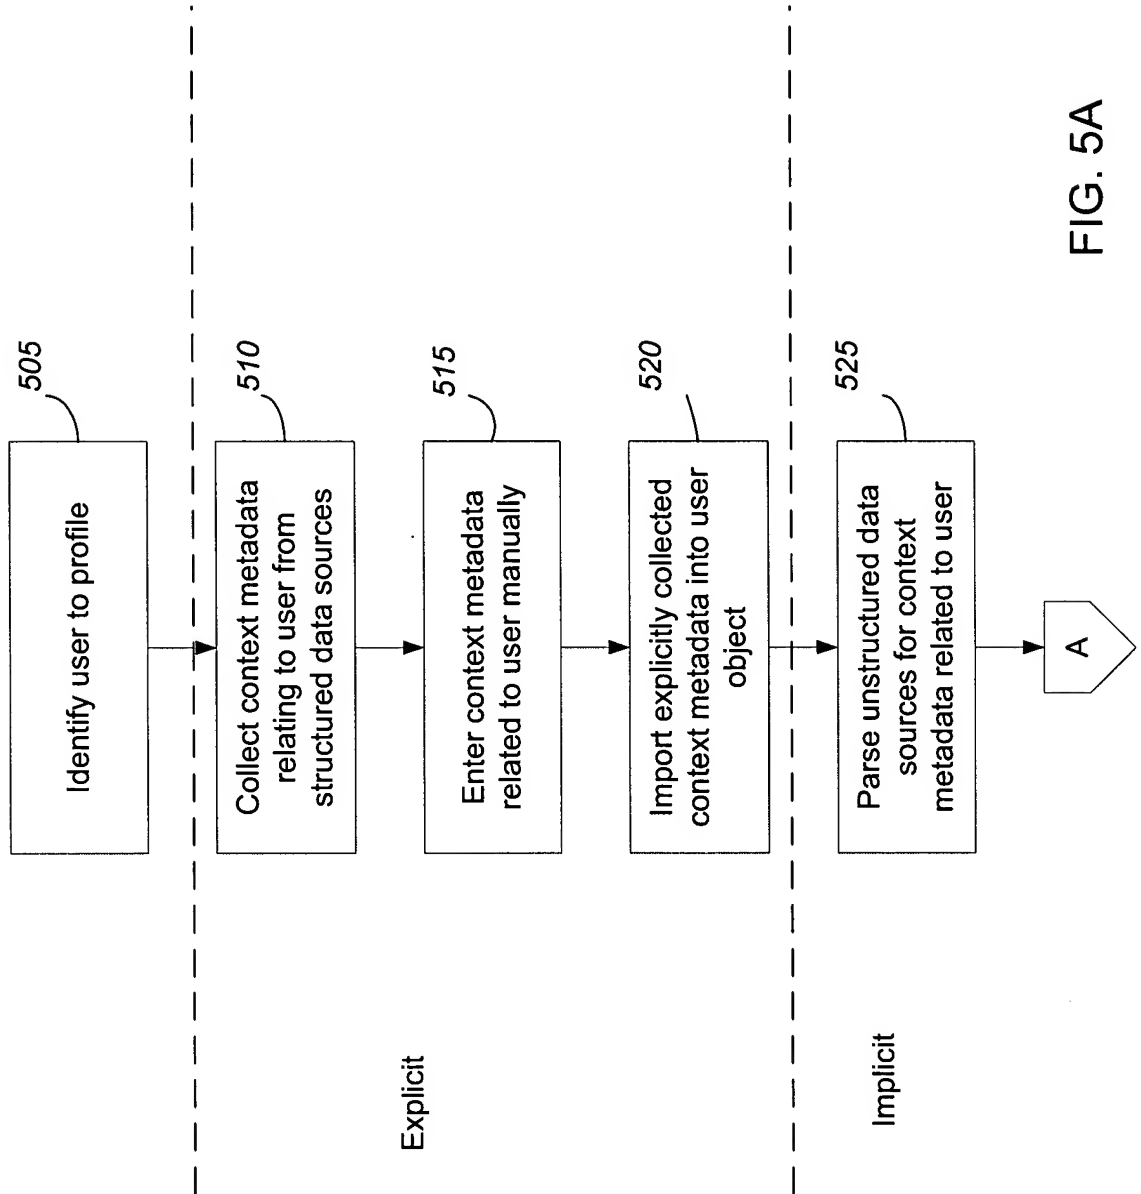 505
Identify user to profile
510
Collect context metadata
relating to user from
structured data sources
515
Enter context metadata
related to user manually
Explicit
520
Import explicitly collected
context metadata into user
object
525
Parse unstructured data
sources for context
metadata related to user
Implicit
A
FIG. 5A